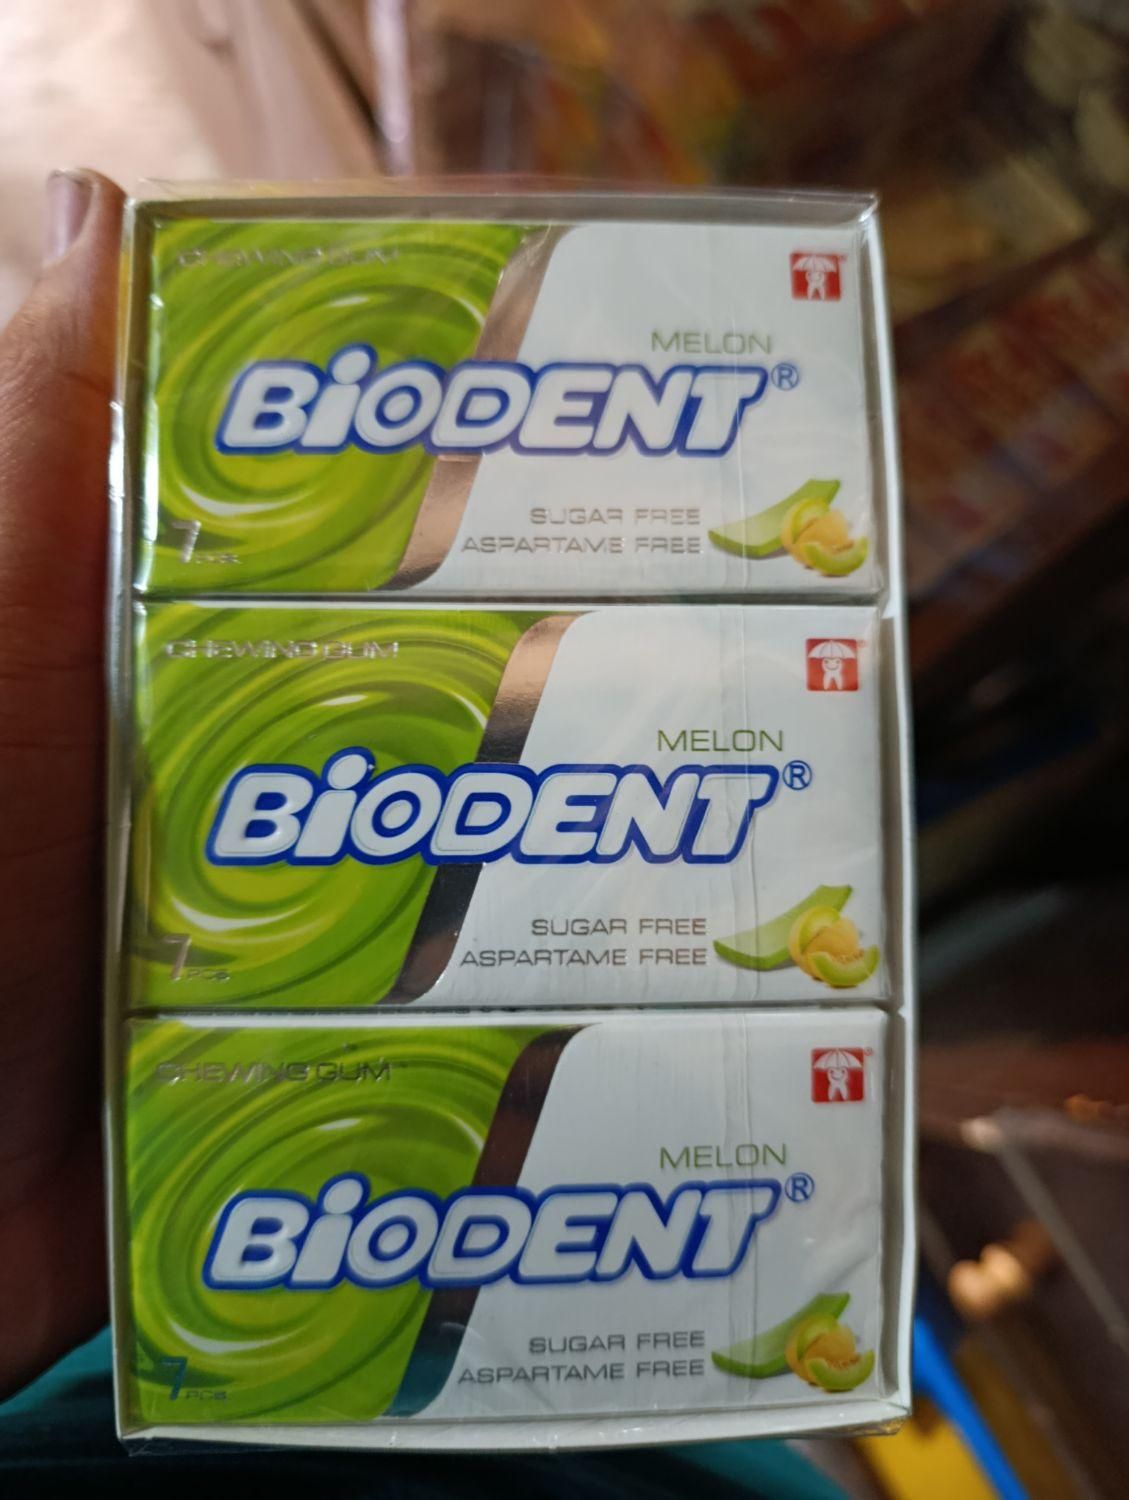 CHEWING GUM
MELON
BiODENT®
SUGAR FREE
ASPARTAME FREE
7 PCS
CHEWING GUM
MELON
BiODENT®
SUGAR FREE
ASPARTAME FREE
7 PCS
CHEWING GUM
MELON
BiODENT®
SUGAR FREE
ASPARTAME FREE
7 PCS